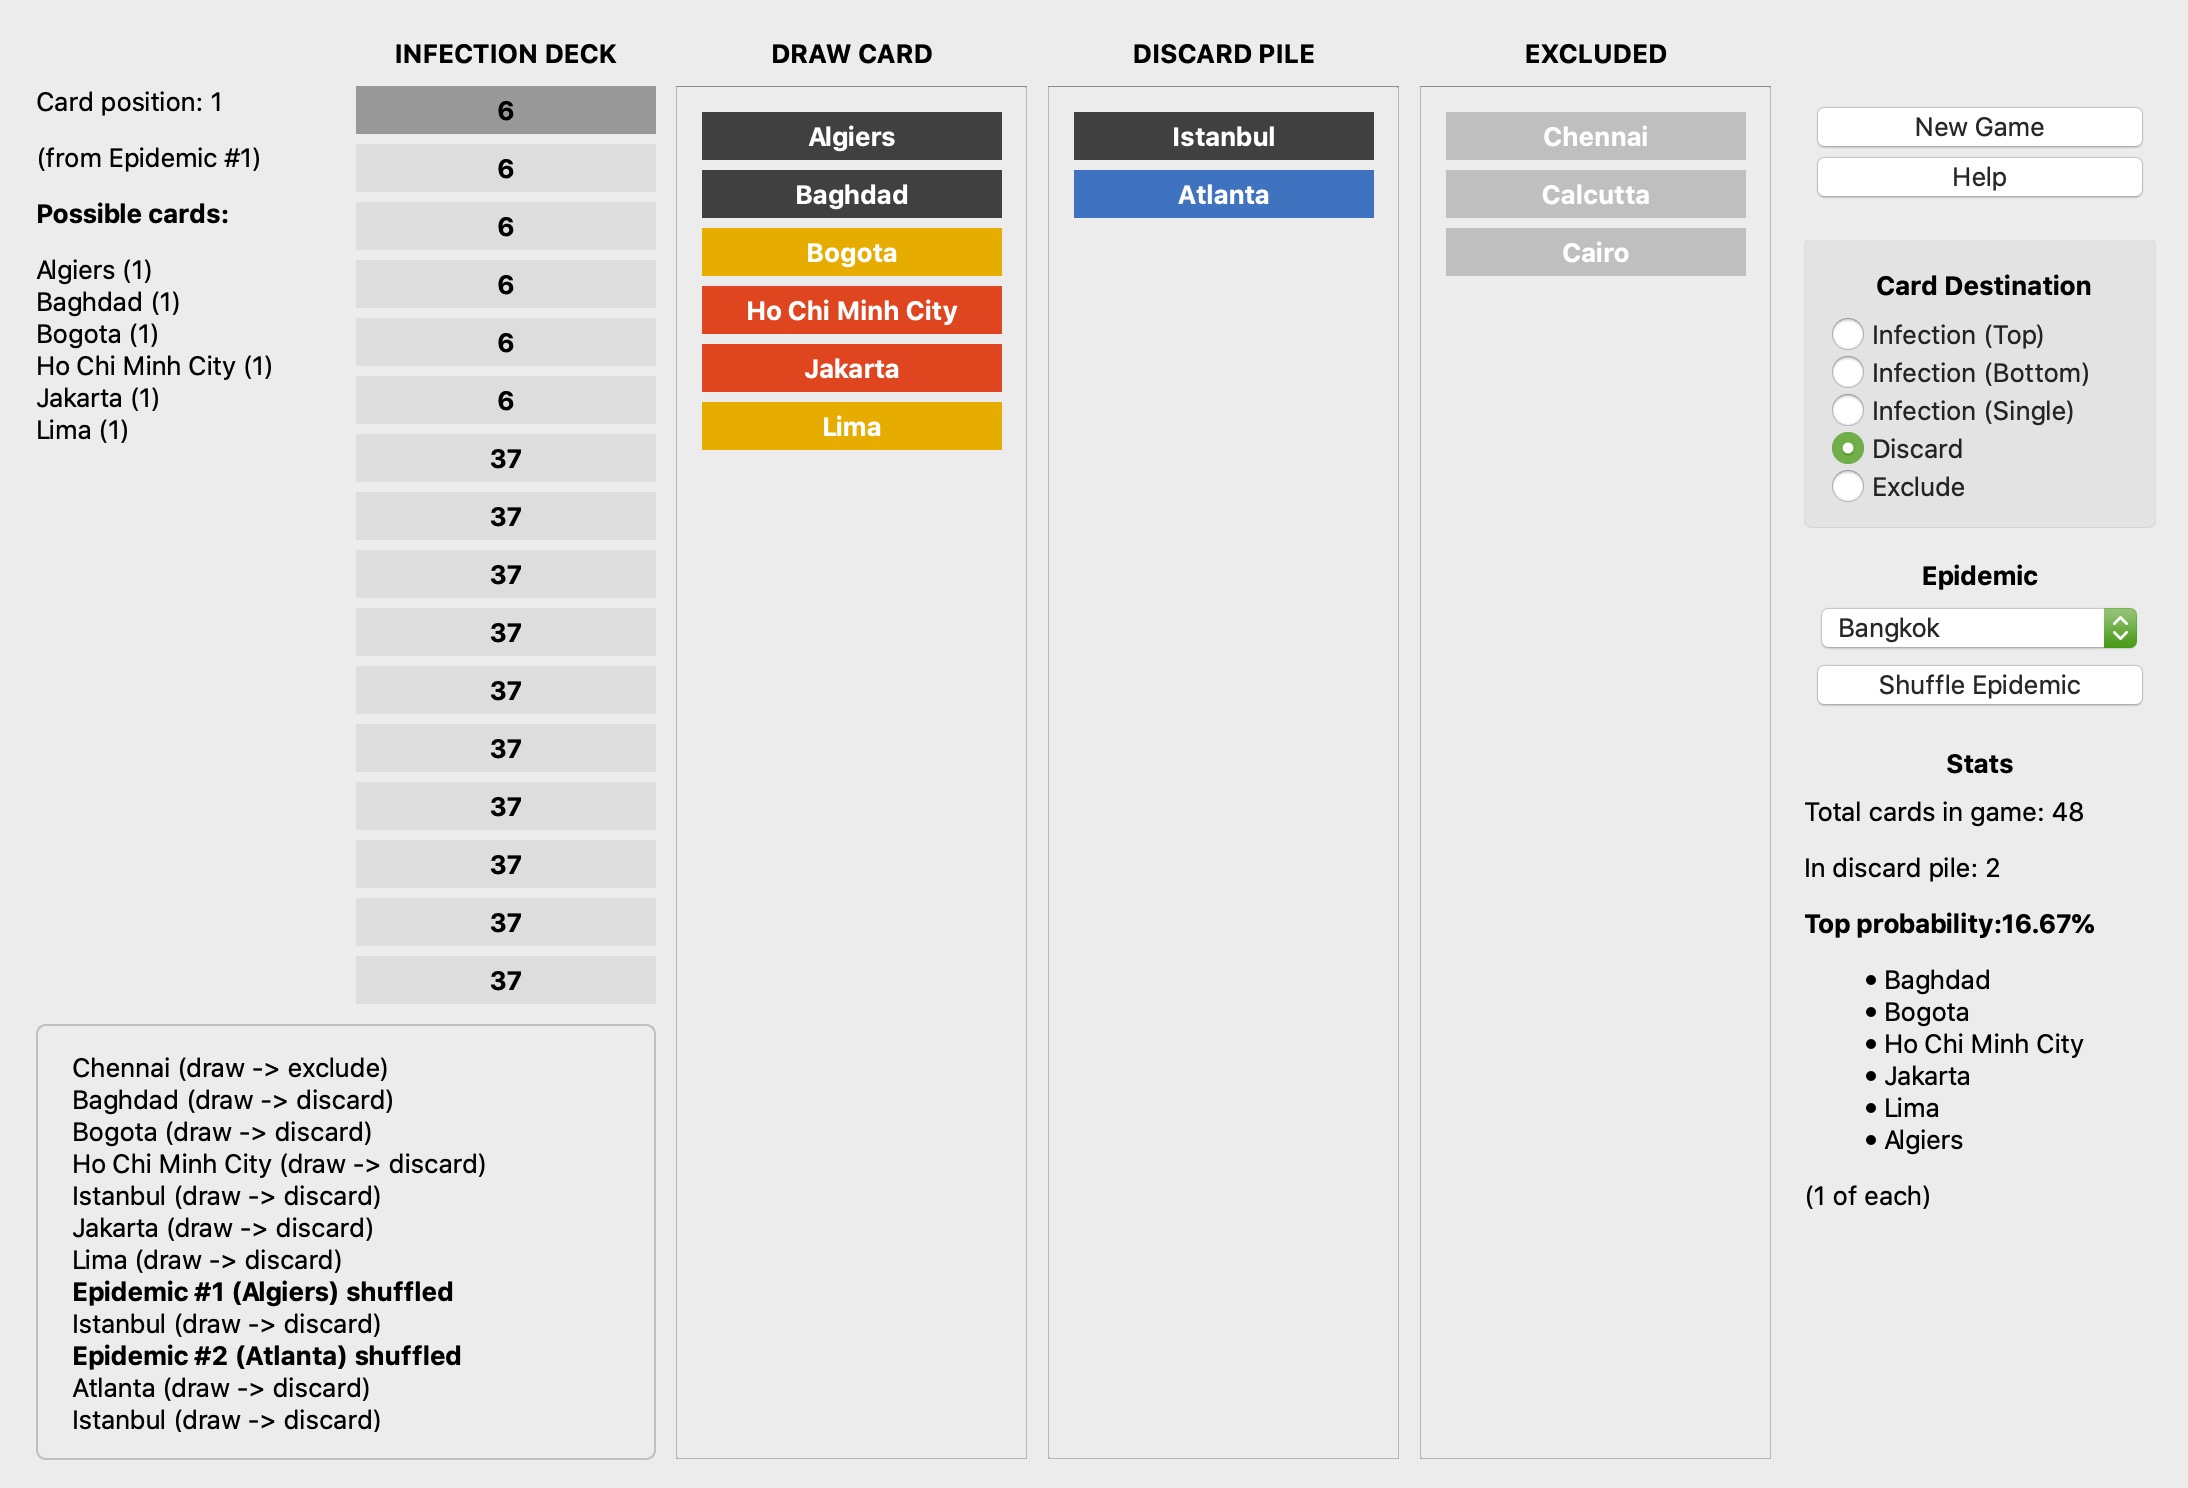 INFECTION DECK
DRAW CARD
DISCARD PILE
EXCLUDED
Card position: 1
(from Epidemic #1)
Possible cards:
Algiers (1)
Baghdad (1)
Bogota (1)
Ho Chi Minh City (1)
Jakarta (1)
Lima (1)
6
6
6
6
6
6
37
37
37
37
37
37
37
37
37
37
Chennai (draw -> exclude)
Baghdad (draw -> discard)
Bogota (draw -> discard)
Ho Chi Minh City (draw -> discard)
Istanbul (draw -> discard)
Jakarta (draw -> discard)
Lima (draw -> discard)
Epidemic #1 (Algiers) shuffled
Istanbul (draw -> discard)
Epidemic #2 (Atlanta) shuffled
Atlanta (draw -> discard)
Istanbul (draw -> discard)
Algiers
Baghdad
Bogota
Ho Chi Minh City
Jakarta
Lima
Istanbul
Atlanta
Chennai
Calcutta
Cairo
New Game
Help
Card Destination
Infection (Top)
Infection (Bottom)
Infection (Single)
Discard
Exclude
Epidemic
Bangkok
Shuffle Epidemic
Stats
Total cards in game: 48
In discard pile: 2
Top probability:16.67%
• Baghdad
• Bogota
• Ho Chi Minh City
• Jakarta
• Lima
• Algiers
(1 of each)